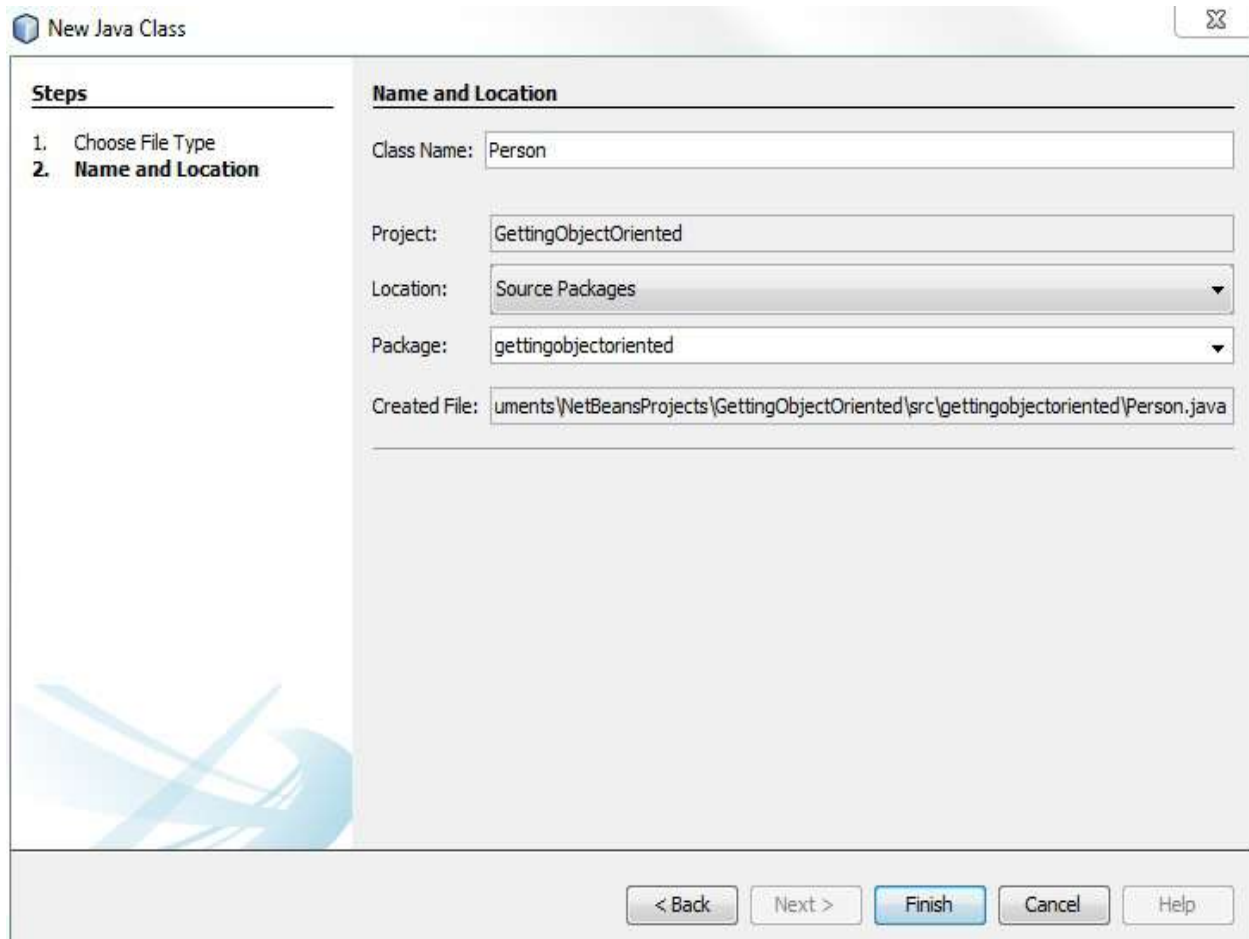 New Java Class
Steps
1. Choose File Type
2. Name and Location
Name and Location
Class Name: Person
Project: GettingObjectOriented
Location: Source Packages
Package: gettingobjectoriented
Created File: uments\NetBeansProjects\GettingObjectOriented\src\gettingobjectoriented\Person.java
< Back Next > Finish Cancel Help